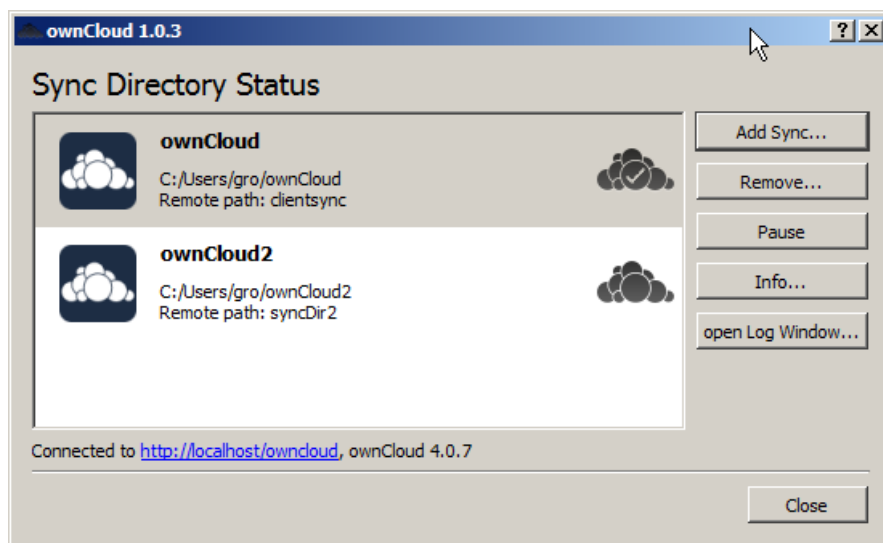 ownCloud 1.0.3
Sync Directory Status
ownCloud
C:/Users/gro/ownCloud
Remote path: clientsync
ownCloud2
C:/Users/gro/ownCloud2
Remote path: syncDir2
Add Sync...
Remove...
Pause
Info...
open Log Window...
Connected to http://localhost/owncloud, ownCloud 4.0.7
Close